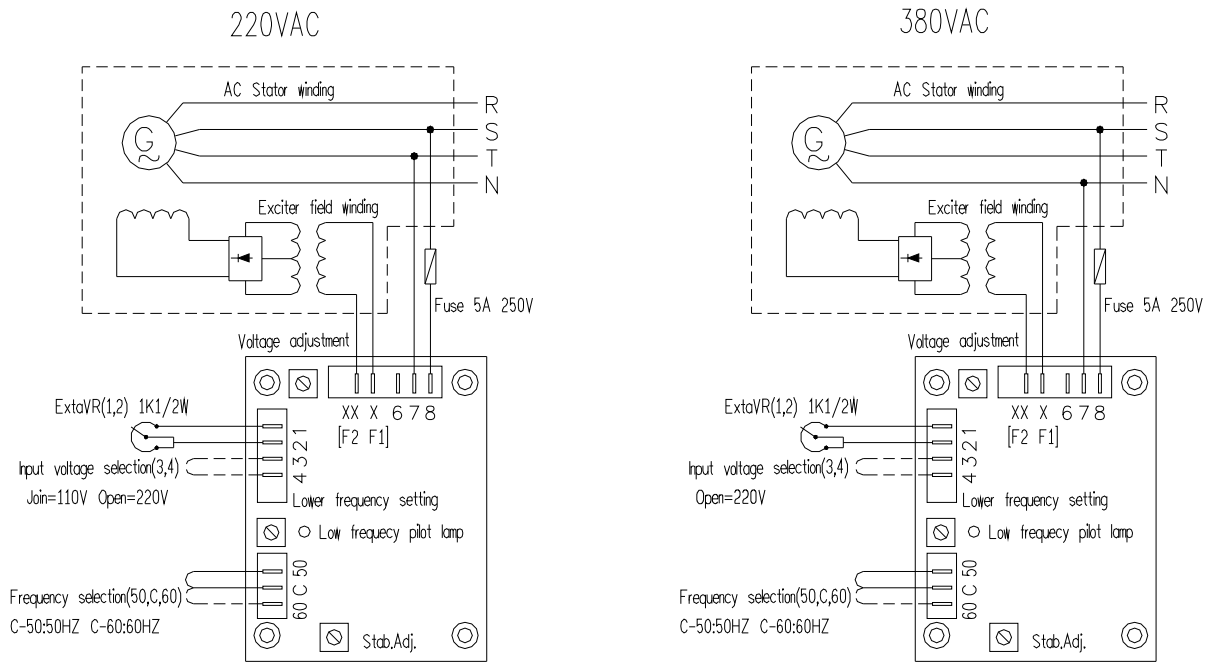 220VAC
AC Stator winding
R
S
T
N
G
~
Exciter field winding
Fuse 5A 250V
Voltage adjustment
XX X 6 7 8
[F2 F1]
ExtaVR(1,2) 1K1/2W
1
2
3
4
Input voltage selection(3,4)
Join=110V Open=220V
Lower frequency setting
Low frequecy pilot lamp
50
C
60
Frequency selection(50,C,60)
C-50:50HZ C-60:60HZ
Stab.Adj.
380VAC
AC Stator winding
R
S
T
N
G
~
Exciter field winding
Fuse 5A 250V
Voltage adjustment
XX X 6 7 8
[F2 F1]
ExtaVR(1,2) 1K1/2W
1
2
3
4
Input voltage selection(3,4)
Open=220V
Lower frequency setting
Low frequecy pilot lamp
50
C
60
Frequency selection(50,C,60)
C-50:50HZ C-60:60HZ
Stab.Adj.